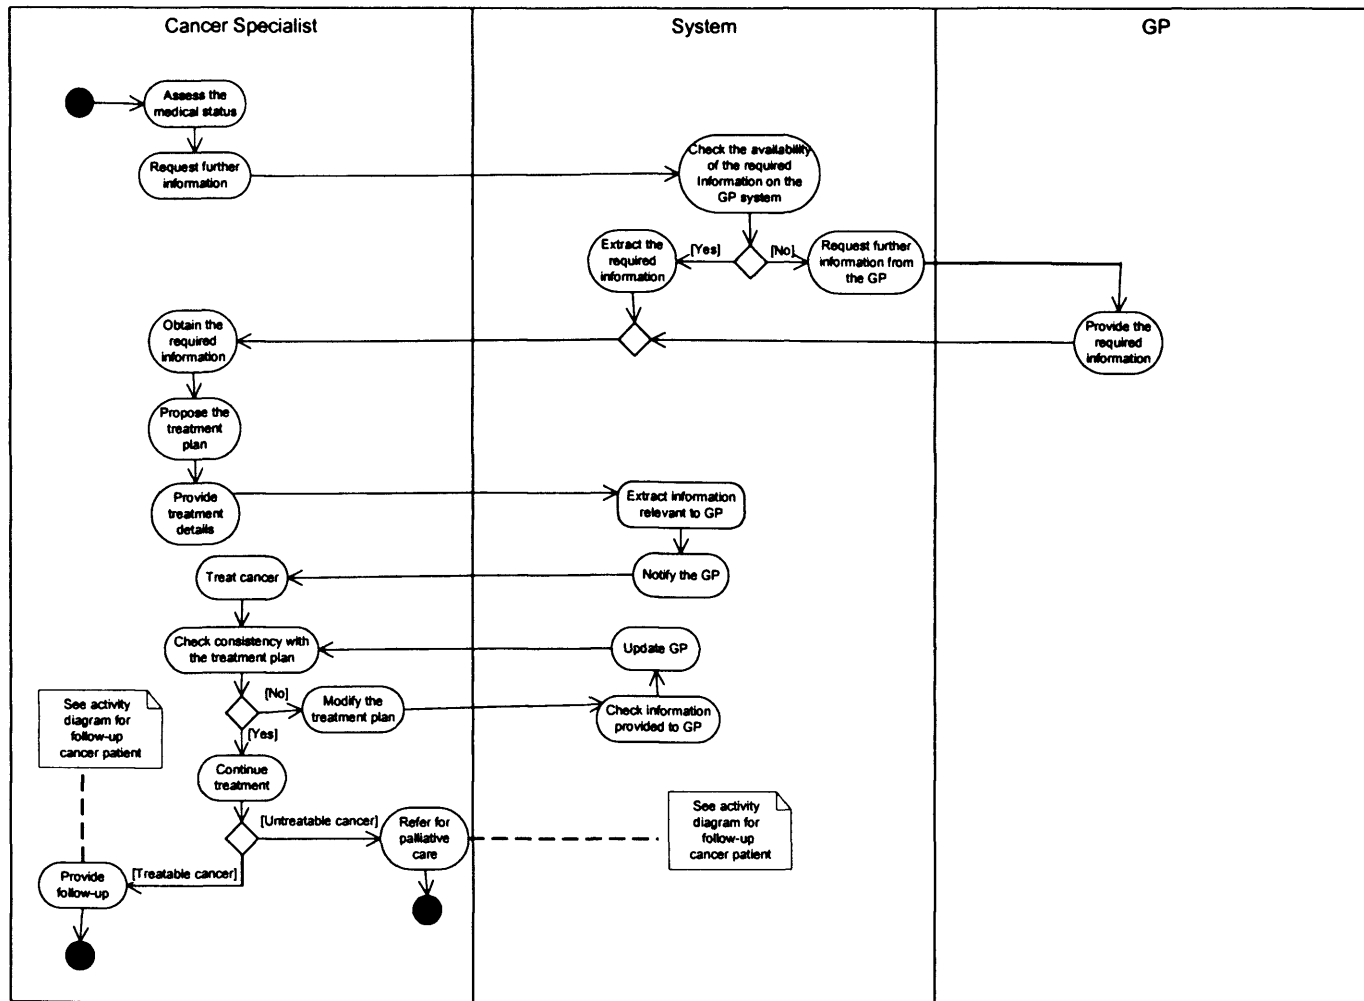 Cancer Specialist
System
GP
Assess the
medical status
Request further
information
Check the availability
of the required
Information on the
GP system
Extract the
required
information
[Yes]
[No]
Request further
information from
the GP
Obtain the
required
information
Provide the
required
information
Propose the
treatment
plan
Provide
treatment
details
Extract information
relevant to GP
Treat cancer
Notify the GP
Check consistency with
the treatment plan
Update GP
See activity
diagram for
follow-up
cancer patient
[No]
Modify the
treatment plan
Check information
provided to GP
[Yes]
Continue
treatment
[Untreatable cancer]
Refer for
palliative
care
See activity
diagram for
follow-up
cancer patient
Provide
follow-up
[Treatable cancer]